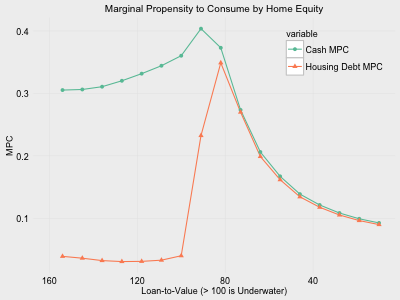 Marginal Propensity to Consume by Home Equity
variable
Cash MPC
Housing Debt MPC
MPC
0.4
0.3
0.2
0.1
160 120 80 40
Loan-to-Value (> 100 is Underwater)